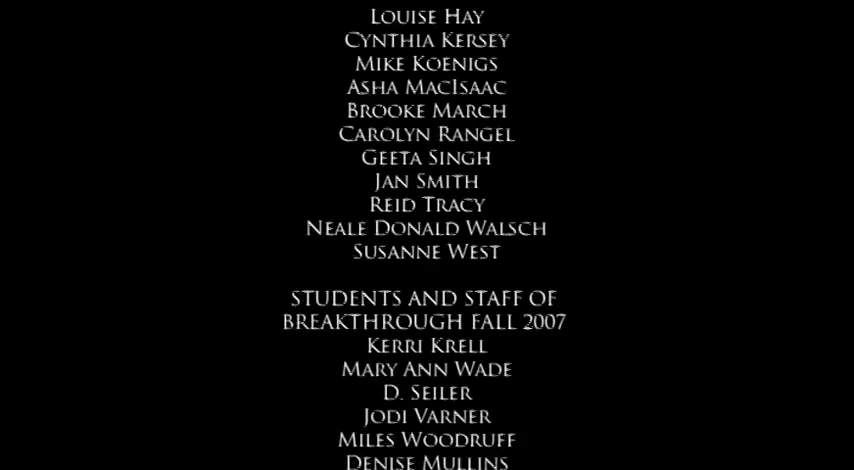 Louise Hay
Cynthia Kersey
Mike Koenigs
Asha MacIsaac
Brooke March
Carolyn Rangel
Geeta Singh
Jan Smith
Reid Tracy
Neale Donald Walsch
Susanne West
STUDENTS AND STAFF OF
BREAKTHROUGH FALL 2007
Kerri Krell
Mary Ann Wade
D. Seiler
Jodi Varner
Miles Woodruff
Denise Mullins